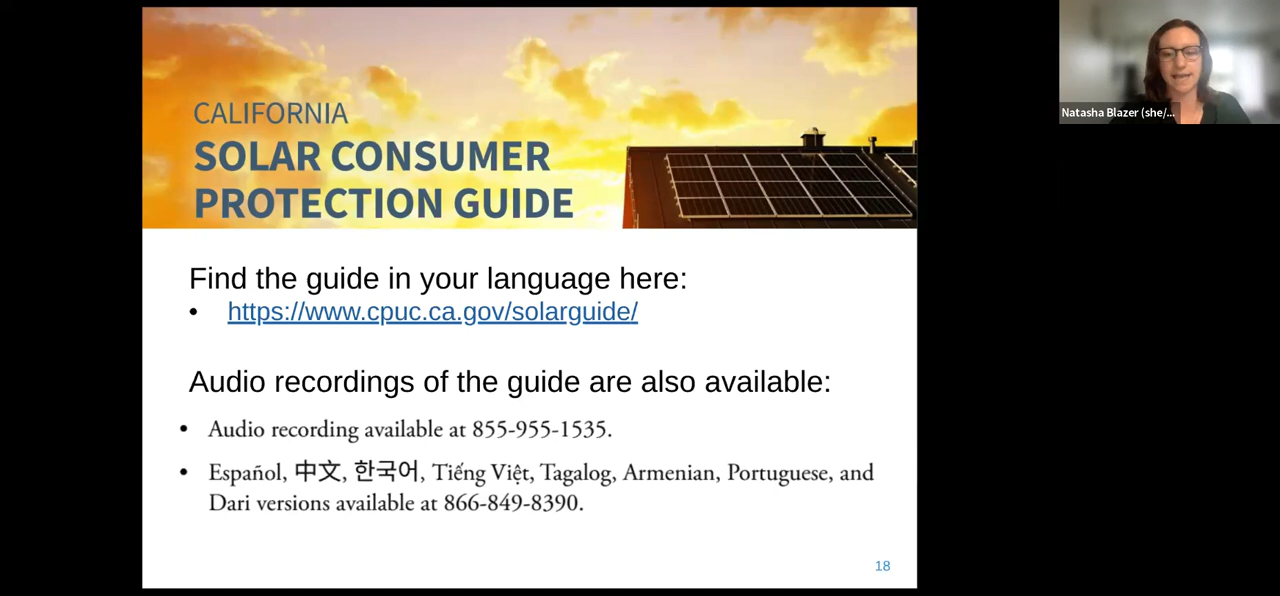 CALIFORNIA
SOLAR CONSUMER
PROTECTION GUIDE
Natasha Blazer (she/...
Find the guide in your language here:
• https://www.cpuc.ca.gov/solarguide/
Audio recordings of the guide are also available:
• Audio recording available at 855-955-1535.
• Español, 中文, 한국어, Tiếng Việt, Tagalog, Armenian, Portuguese, and
Dari versions available at 866-849-8390.
18